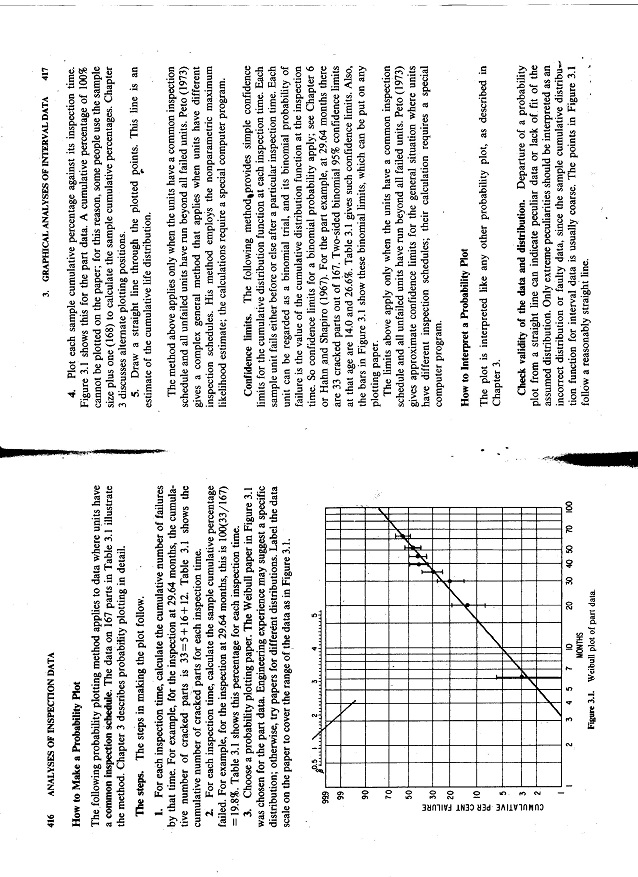 416 ANALYSES OF INSPECTION DATA
How to Make a Probability Plot
The following probability plotting method applies to data where units have
a common inspection schedule. The data on 167 parts in Table 3.1 illustrate
the method. Chapter 3 describes probability plotting in detail.
The steps. The steps in making the plot follow.
1. For each inspection time, calculate the cumulative number of failures
by that time. For example, for the inspection at 29.64 months, the cumula-
tive number of cracked parts is 33=5+16+12. Table 3.1 shows the
cumulative number of cracked parts for each inspection time.
2. For each inspection time, calculate the sample cumulative percentage
failed. For example, for the inspection at 29.64 months, this is 100(33/167)
=19.8%. Table 3.1 shows this percentage for each inspection time.
3. Choose a probability plotting paper. The Weibull paper in Figure 3.1
was chosen for the part data. Engineering experience may suggest a specific
distribution; otherwise, try papers for different distributions. Label the data
scale on the paper to cover the range of the data as in Figure 3.1.
0.5 1 2 3 4 5
999
99
90
70
50
30
20
10
5
3
2
1
CUMULATIVE PER CENT FAILURE
1 2 3 4 5 7 10 20 30 40 50 70 100
MONTHS
Figure 3.1. Weibull plot of part data.
3. GRAPHICAL ANALYSES OF INTERVAL DATA 417
4. Plot each sample cumulative percentage against its inspection time.
Figure 3.1 shows this for the part data. A cumulative percentage of 100%
cannot be plotted on the paper; for this reason, some people use the sample
size plus one (168) to calculate the sample cumulative percentages. Chapter
3 discusses alternate plotting positions.
5. Draw a straight line through the plotted points. This line is an
estimate of the cumulative life distribution.
The method above applies only when the units have a common inspection
schedule and all unfailed units have run beyond all failed units. Peto (1973)
gives a complex general method that applies when units have different
inspection schedules. His method employs the nonparametric maximum
likelihood estimate; the calculations require a special computer program.
Confidence limits. The following method provides simple confidence
limits for the cumulative distribution function at each inspection time. Each
sample unit fails either before or else after a particular inspection time. Each
unit can be regarded as a binomial trial, and its binomial probability of
failure is the value of the cumulative distribution function at the inspection
time. So confidence limits for a binomial probability apply; see Chapter 6
or Hahn and Shapiro (1967). For the part example, at 29.64 months there
are 33 cracked parts out of 167. Two-sided binomial 95% confidence limits
at that age are 14.0 and 26.6%. Table 3.1 gives such confidence limits. Also,
the bars in Figure 3.1 show these binomial limits, which can be put on any
plotting paper.
The limits above apply only when the units have a common inspection
schedule and all unfailed units have run beyond all failed units. Peto (1973)
gives approximate confidence limits for the general situation where units
have different inspection schedules; their calculation requires a special
computer program.
How to Interpret a Probability Plot
The plot is interpreted like any other probability plot, as described in
Chapter 3.
Check validity of the data and distribution. Departure of a probability
plot from a straight line can indicate peculiar data or lack of fit of the
assumed distribution. Only extreme peculiarities should be interpreted as an
incorrect distribution or faulty data, since the sample cumulative distribu-
tion function for interval data is usually coarse. The points in Figure 3.1
follow a reasonably straight line.